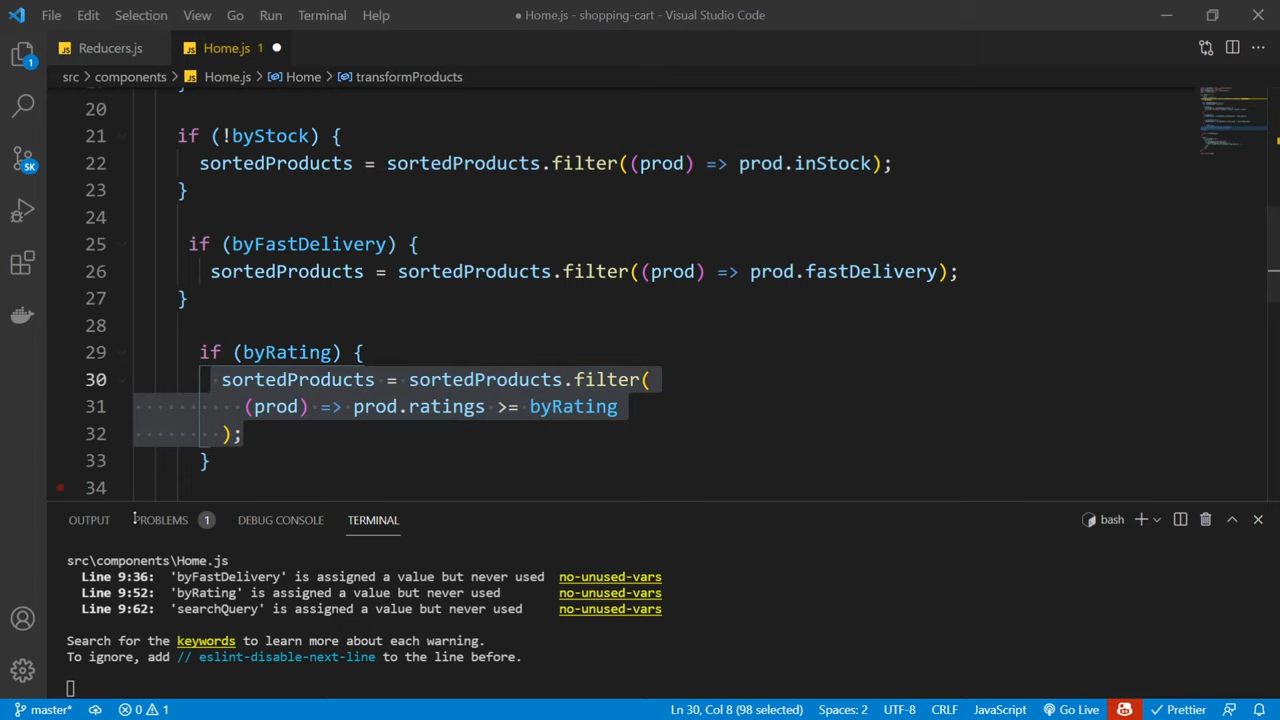 File Edit Selection View Go Run Terminal Help ● Home.js - shopping-cart - Visual Studio Code
JS Reducers.js JS Home.js 1
src > components > JS Home.js > Home > transformProducts
1
20
21 if (!byStock) {
22 sortedProducts = sortedProducts.filter((prod) => prod.inStock);
5K
23 }
24
25 if (byFastDelivery) {
26 sortedProducts = sortedProducts.filter((prod) => prod.fastDelivery);
27 }
28
29 if (byRating) {
30 sortedProducts = sortedProducts.filter(
31 (prod) => prod.ratings >= byRating
32 );
33 }
34
OUTPUT PROBLEMS 1 DEBUG CONSOLE TERMINAL bash
src\components\Home.js
Line 9:36: 'byFastDelivery' is assigned a value but never used no-unused-vars
Line 9:52: 'byRating' is assigned a value but never used no-unused-vars
Line 9:62: 'searchQuery' is assigned a value but never used no-unused-vars
Search for the keywords to learn more about each warning.
To ignore, add // eslint-disable-next-line to the line before.
master* 0 1 Ln 30, Col 8 (98 selected) Spaces: 2 UTF-8 CRLF JavaScript Go Live Prettier